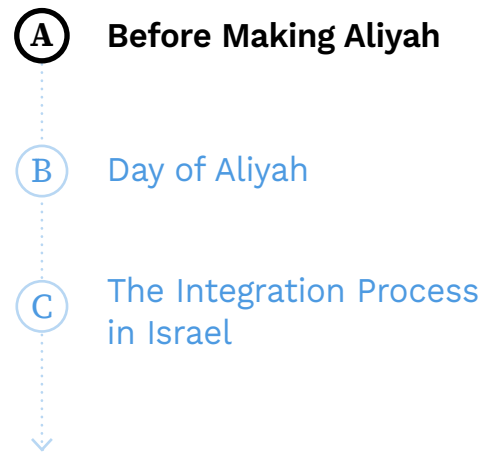 A Before Making Aliyah
B Day of Aliyah
C The Integration Process
in Israel